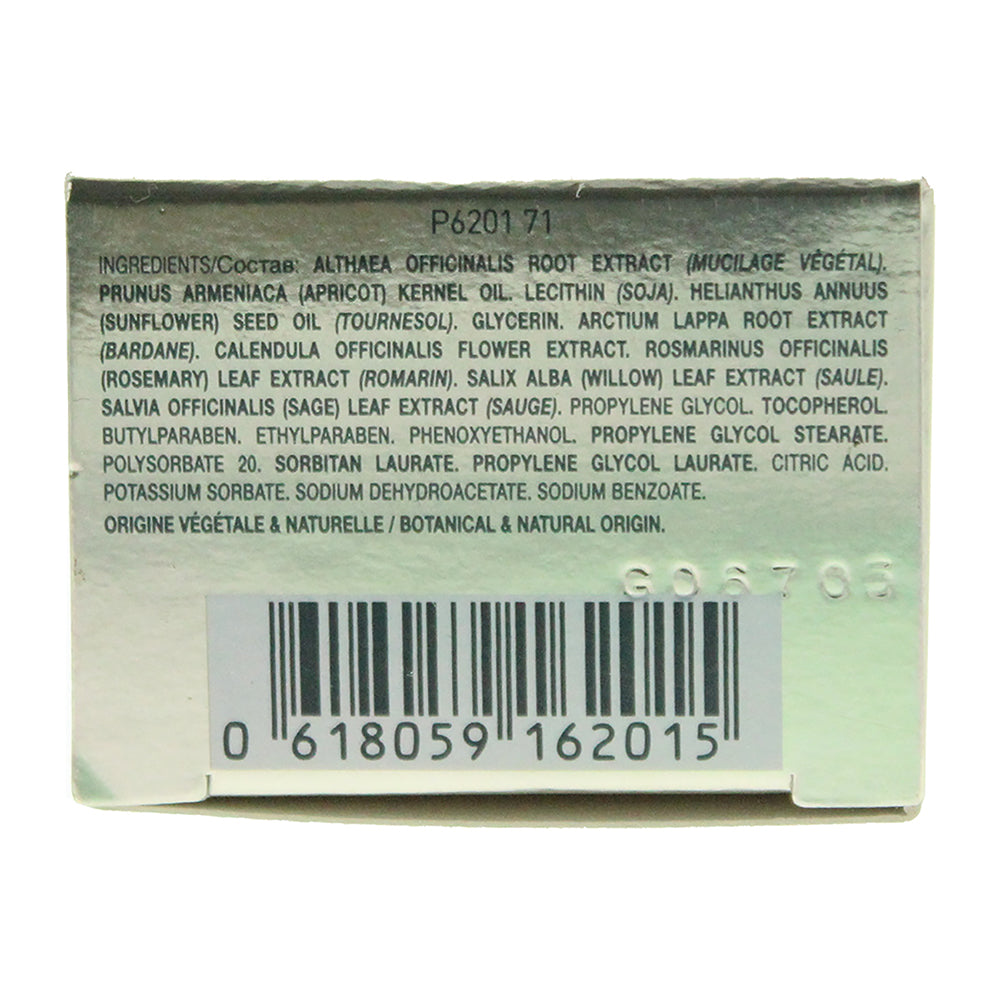 P6201 71
INGREDIENTS/Состав: ALTHAEA OFFICINALIS ROOT EXTRACT (MUCILAGE VÉGÉTAL).
PRUNUS ARMENIACA (APRICOT) KERNEL OIL. LECITHIN (SOJA). HELIANTHUS ANNUUS
(SUNFLOWER) SEED OIL (TOURNESOL). GLYCERIN. ARCTIUM LAPPA ROOT EXTRACT
(BARDANE). CALENDULA OFFICINALIS FLOWER EXTRACT. ROSMARINUS OFFICINALIS
(ROSEMARY) LEAF EXTRACT (ROMARIN). SALIX ALBA (WILLOW) LEAF EXTRACT (SAULE).
SALVIA OFFICINALIS (SAGE) LEAF EXTRACT (SAUGE). PROPYLENE GLYCOL. TOCOPHEROL.
BUTYLPARABEN. ETHYLPARABEN. PHENOXYETHANOL. PROPYLENE GLYCOL STEARATE.
POLYSORBATE 20. SORBITAN LAURATE. PROPYLENE GLYCOL LAURATE. CITRIC ACID.
POTASSIUM SORBATE. SODIUM DEHYDROACETATE. SODIUM BENZOATE.
ORIGINE VÉGÉTALE & NATURELLE / BOTANICAL & NATURAL ORIGIN.
0 618059 162015